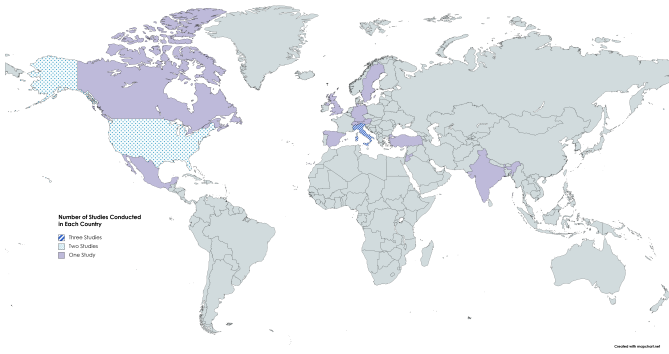 Number of Studies Conducted
in Each Country
Three Studies
Two Studies
One Study
Created with mapchart.net